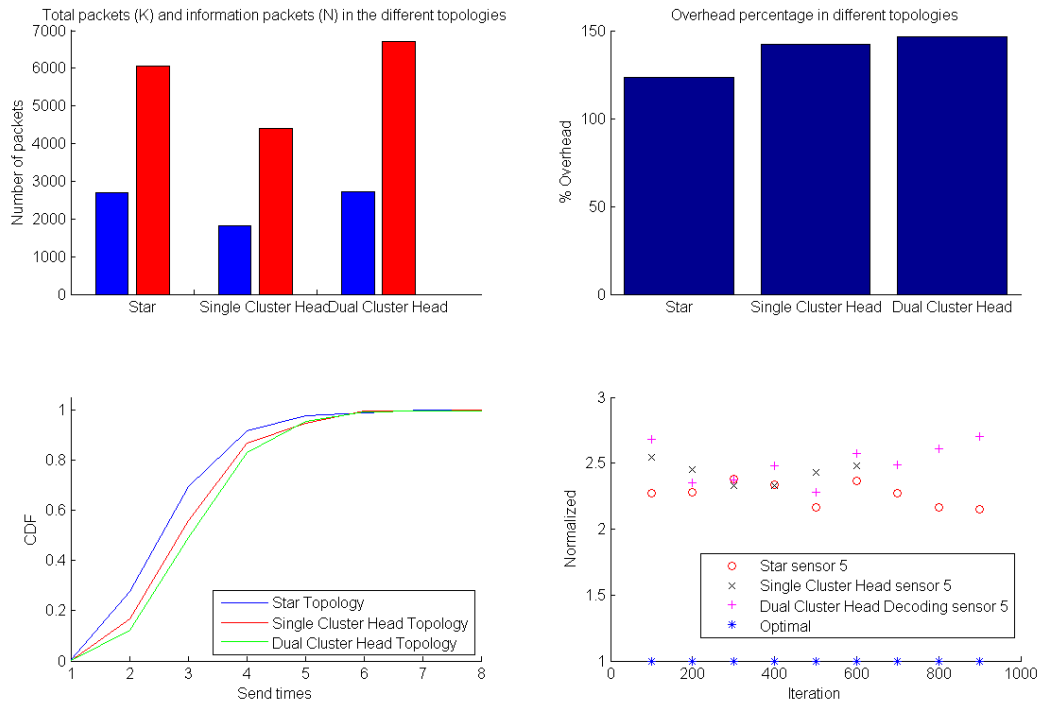 Total packets (K) and information packets (N) in the different topologies
Number of packets
7000
6000
5000
4000
3000
2000
1000
0
Star
Single Cluster Head
Dual Cluster Head
Overhead percentage in different topologies
% Overhead
150
100
50
0
Star
Single Cluster Head
Dual Cluster Head
CDF
1
0.8
0.6
0.4
0.2
0
1
2
3
4
5
6
7
8
Send times
Star Topology
Single Cluster Head Topology
Dual Cluster Head Topology
Normalized
3
2.5
2
1.5
1
0
200
400
600
800
1000
Iteration
Star sensor 5
Single Cluster Head sensor 5
Dual Cluster Head Decoding sensor 5
Optimal